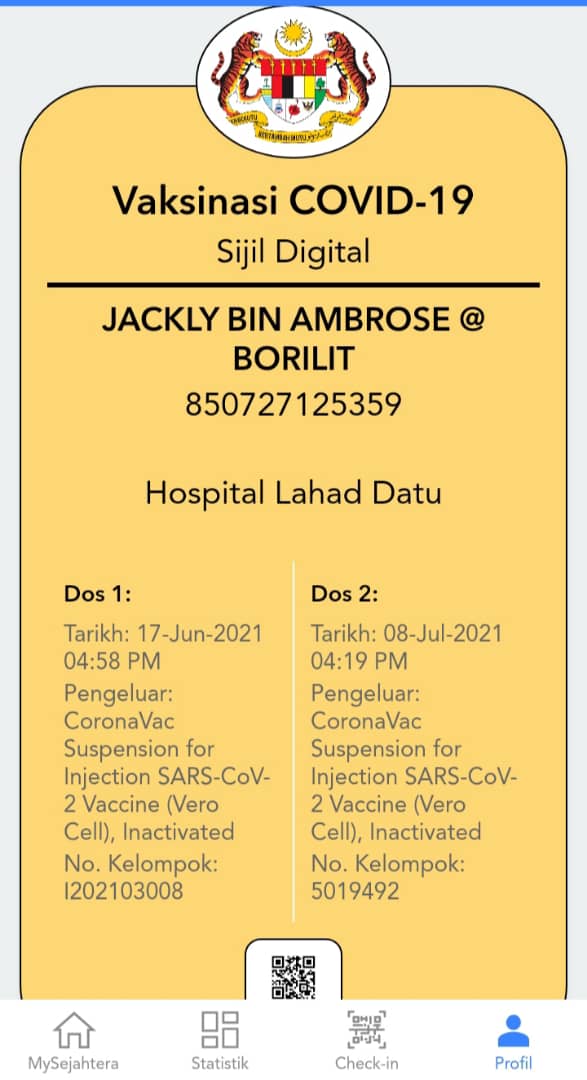 Vaksinasi COVID-19
Sijil Digital
JACKLY BIN AMBROSE @
BORILIT
850727125359
Hospital Lahad Datu
Dos 1:
Tarikh: 17-Jun-2021
04:58 PM
Pengeluar:
CoronaVac
Suspension for
Injection SARS-CoV-
2 Vaccine (Vero
Cell), Inactivated
No. Kelompok:
I202103008
Dos 2:
Tarikh: 08-Jul-2021
04:19 PM
Pengeluar:
CoronaVac
Suspension for
Injection SARS-CoV-
2 Vaccine (Vero
Cell), Inactivated
No. Kelompok:
5019492
MySejahtera
Statistik
Check-in
Profil